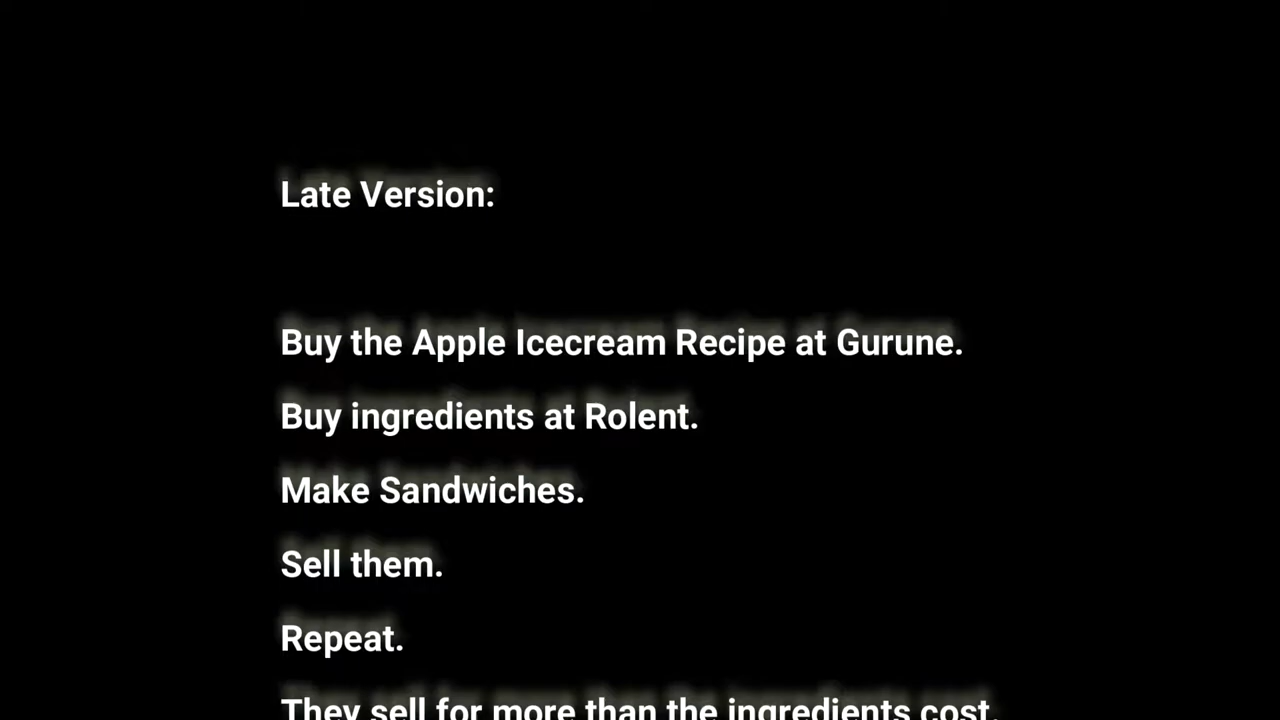 Late Version:
Buy the Apple Icecream Recipe at Gurune.
Buy ingredients at Rolent.
Make Sandwiches.
Sell them.
Repeat.
They sell for more than the ingredients cost.